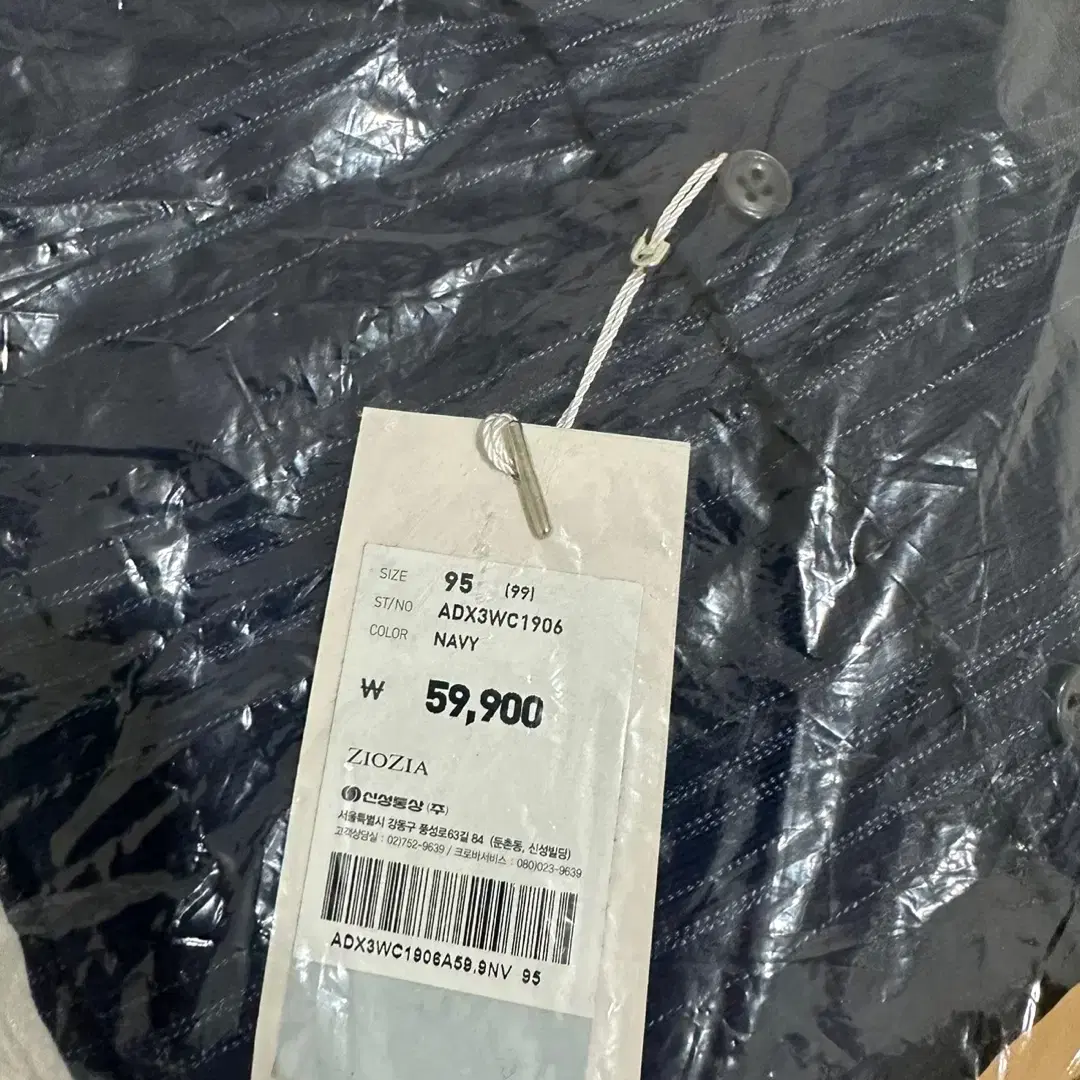 SIZE 95 (99)
ST/NO ADX3WC1906
COLOR NAVY
₩ 59,900
ZIOZIA
신성통상 (주)
서울특별시 강동구 풍성로63길 84 (둔촌동, 신성빌딩)
고객상담실 : 02)752-9639 / 크로바서비스 : 080)023-9639
ADX3WC1906A59.9NV 95